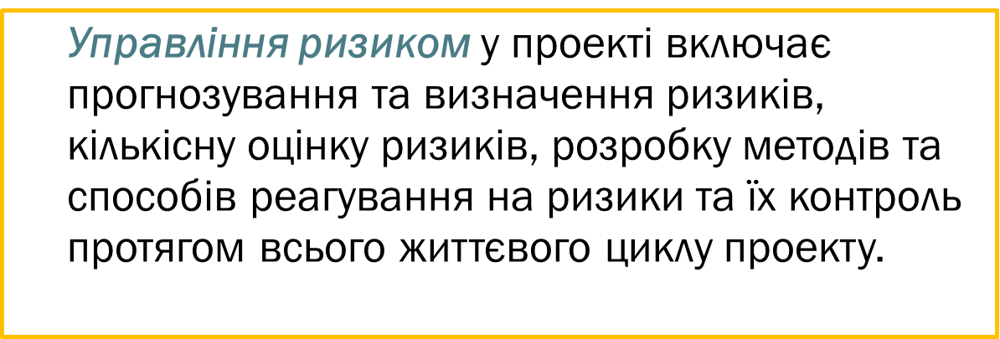 Управління ризиком у проекті включає
прогнозування та визначення ризиків,
кількісну оцінку ризиків, розробку методів та
способів реагування на ризики та їх контроль
протягом всього життєвого циклу проекту.